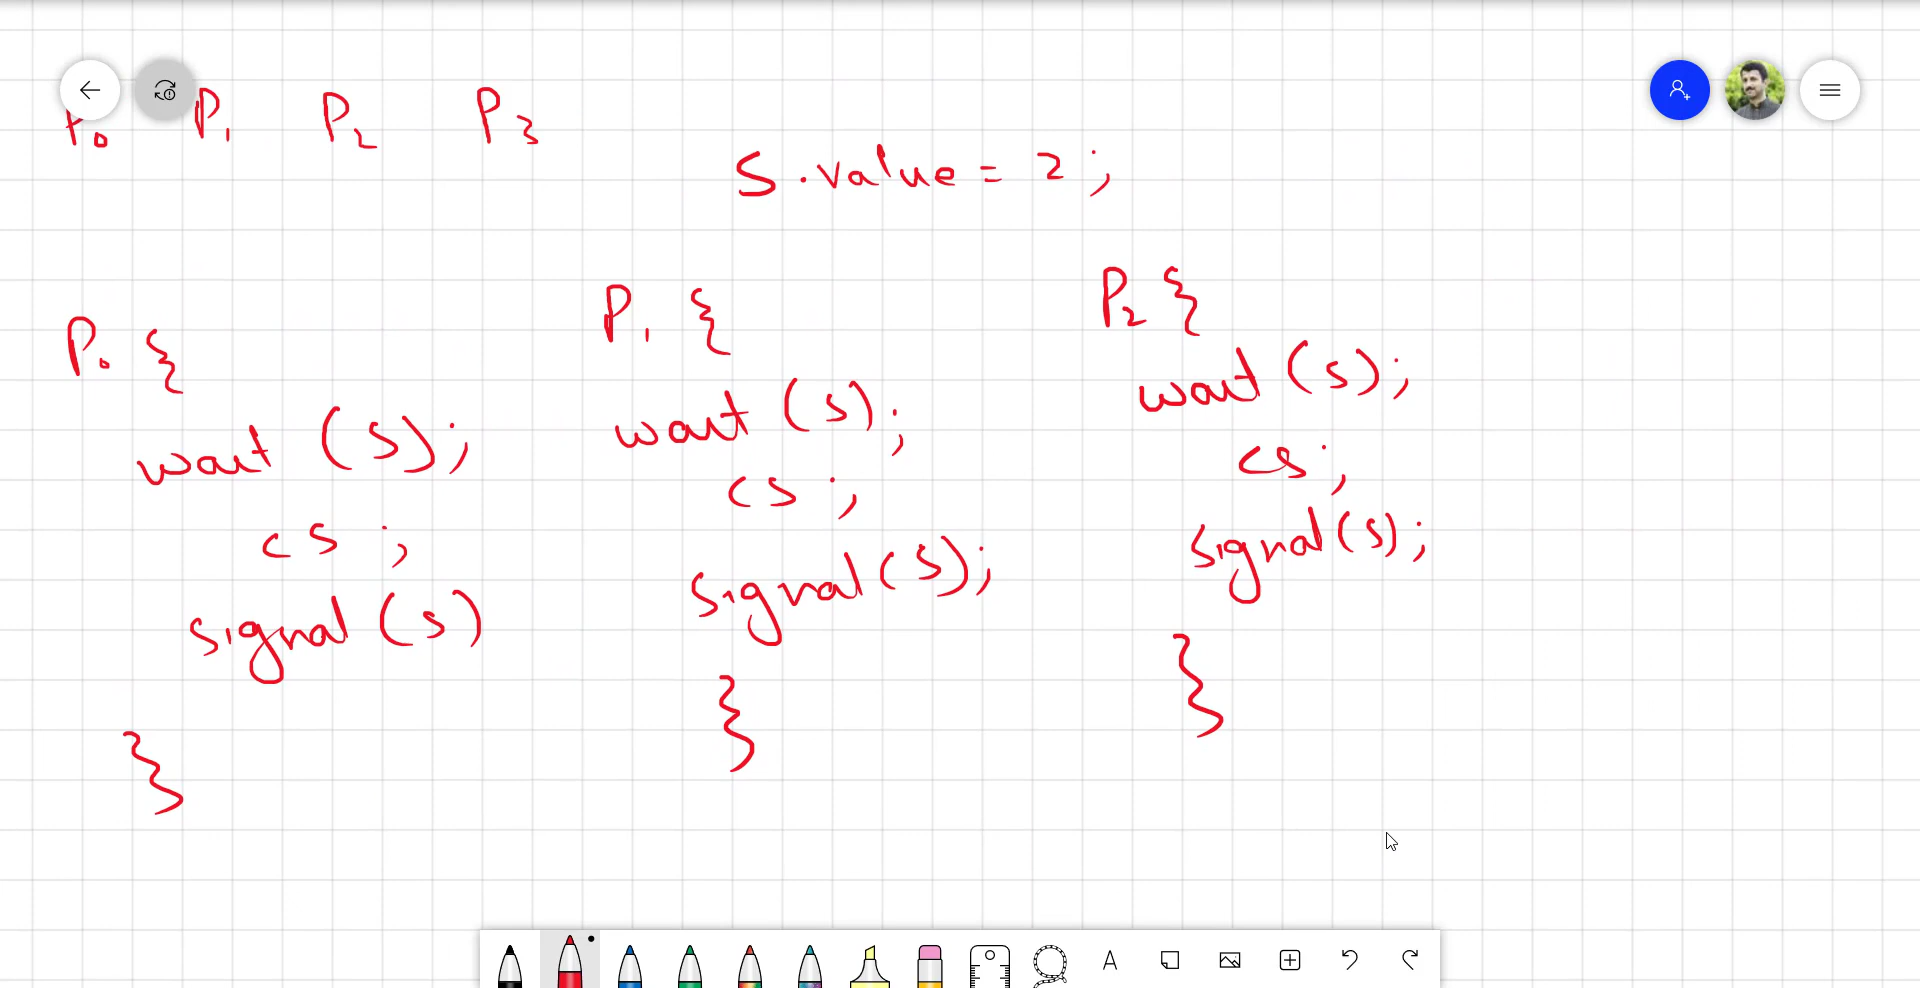 P0 P1 P2 P3
S.value = 2;
P0 {
wait (S);
cs;
signal (s)
}
P1 {
wait (s);
cs;
signal (S);
}
P2 {
wait (s);
cs;
signal (s);
}
A